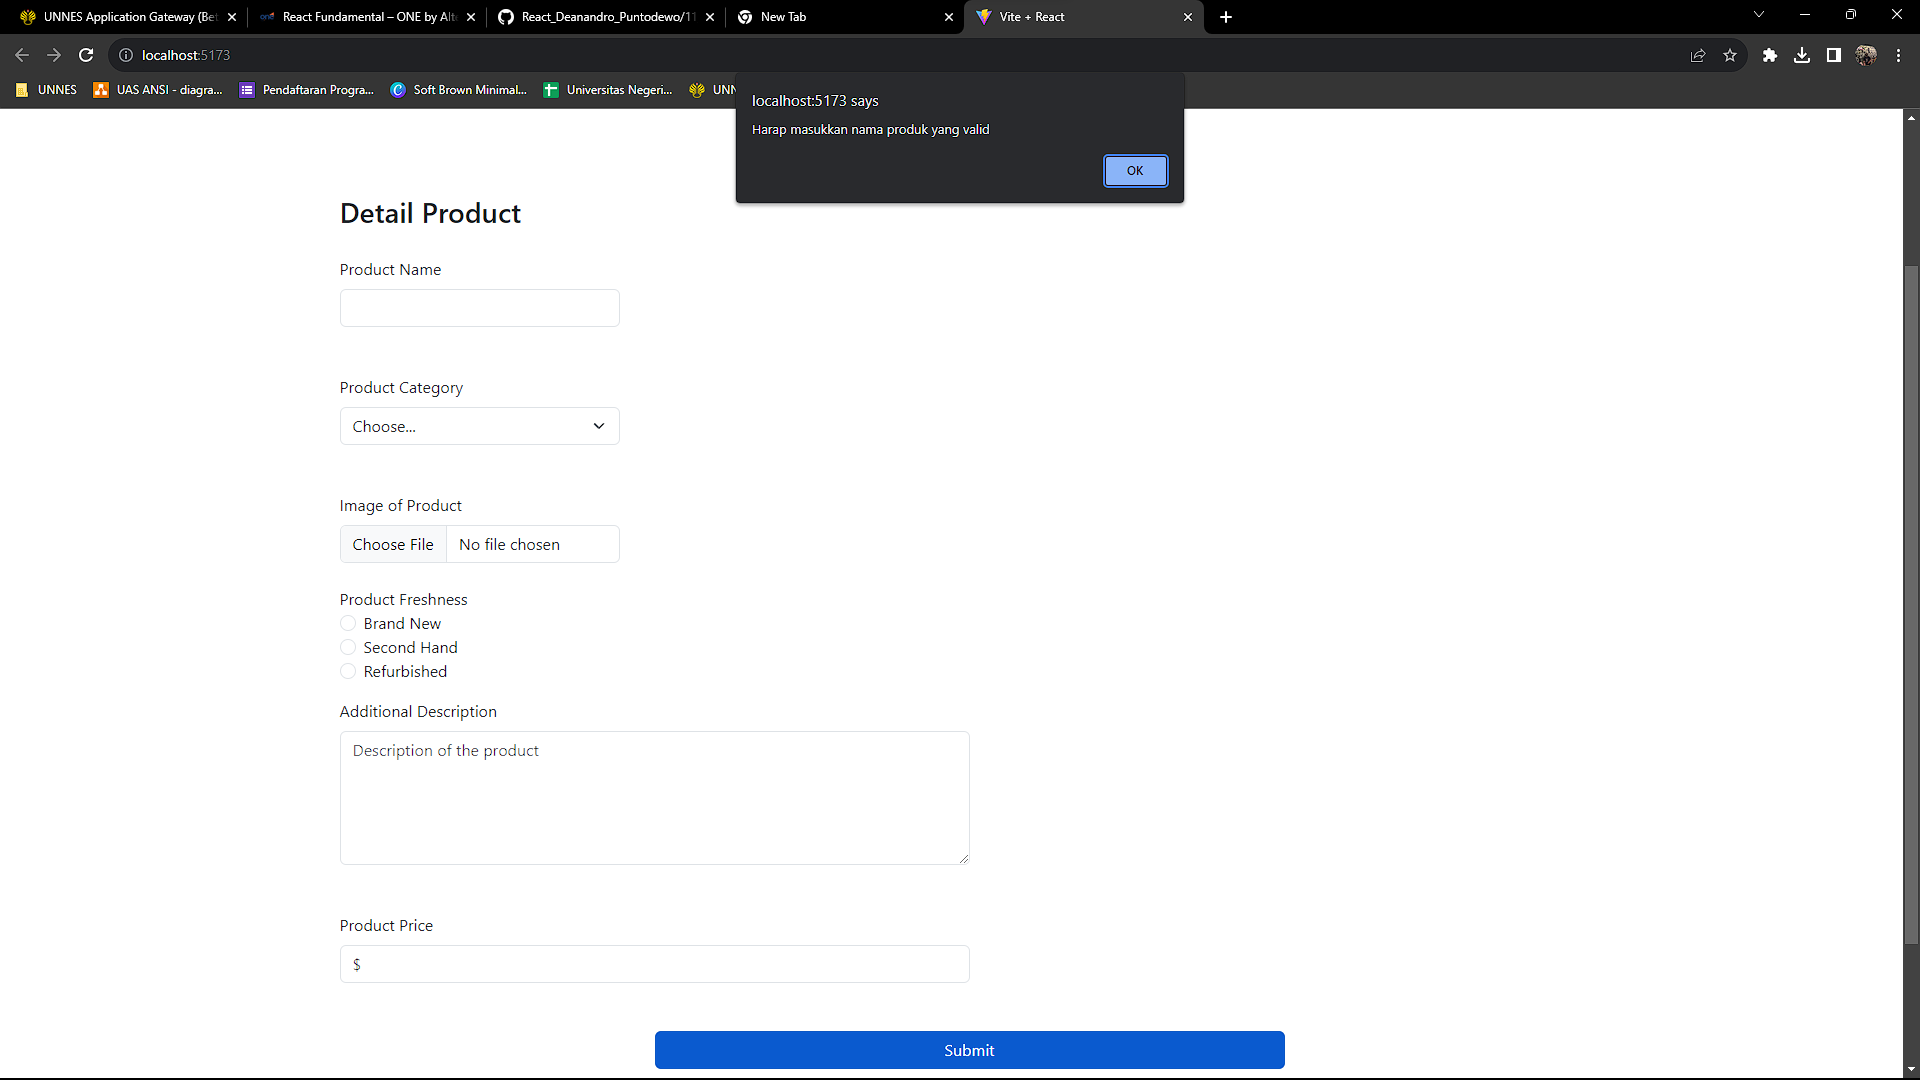 UNNES Application Gateway (Bet
React Fundamental – ONE by Alte
React_Deanandro_Puntodewo/11
New Tab
Vite + React
localhost:5173
UNNES
UAS ANSI - diagra...
Pendaftaran Progra...
Soft Brown Minimal...
Universitas Negeri...
UNN
localhost:5173 says
Harap masukkan nama produk yang valid
OK
Detail Product
Product Name
Product Category
Choose...
Image of Product
Choose File No file chosen
Product Freshness
Brand New
Second Hand
Refurbished
Additional Description
Description of the product
Product Price
$
Submit